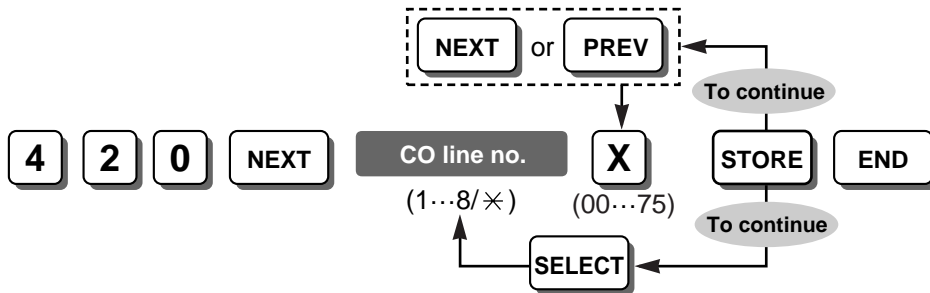 NEXT or PREV
To continue
4 2 0 NEXT CO line no. X STORE END
(1···8/✳) (00···75)
To continue
SELECT